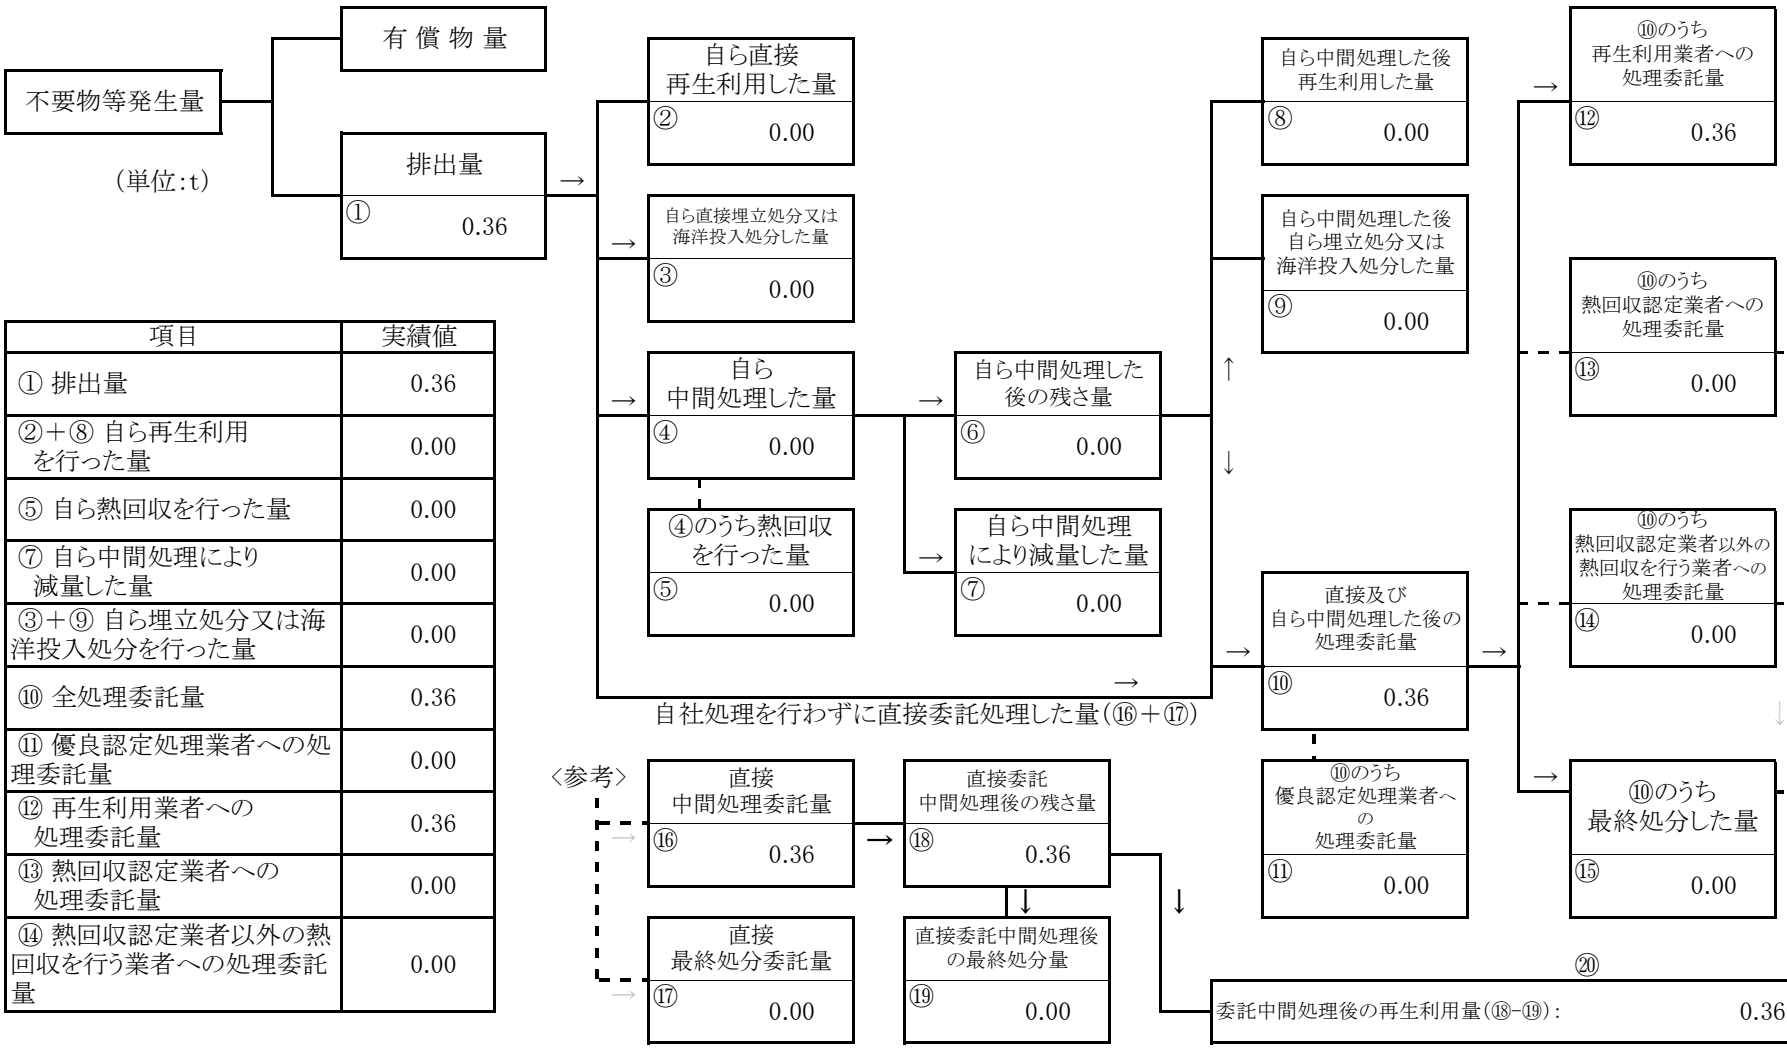 不要物等発生量
有 償 物 量
(単位:t)
排出量
①
0.36
→
自ら直接
再生利用した量
②
0.00
→
自ら直接埋立処分又は
海洋投入処分した量
③
0.00
→
自ら
中間処理した量
④
0.00
④のうち熱回収
を行った量
⑤
0.00
→
自ら中間処理した
後の残さ量
⑥
0.00
→
自ら中間処理
により減量した量
⑦
0.00
↑
↓
自ら中間処理した後
再生利用した量
⑧
0.00
自ら中間処理した後
自ら埋立処分又は
海洋投入処分した量
⑨
0.00
→
自社処理を行わずに直接委託処理した量(⑯+⑰)
→
直接及び
自ら中間処理した後の
処理委託量
⑩
0.36
→
⑩のうち
優良認定処理業者へ
の
処理委託量
⑪
0.00
→
⑩のうち
再生利用業者への
処理委託量
⑫
0.36
⑩のうち
熱回収認定業者への
処理委託量
⑬
0.00
⑩のうち
熱回収認定業者以外の
熱回収を行う業者への
処理委託量
⑭
0.00
↓
→
⑩のうち
最終処分した量
⑮
0.00
項目 実績値
① 排出量 0.36
②+⑧ 自ら再生利用
を行った量 0.00
⑤ 自ら熱回収を行った量 0.00
⑦ 自ら中間処理により
減量した量 0.00
③+⑨ 自ら埋立処分又は海
洋投入処分を行った量 0.00
⑩ 全処理委託量 0.36
⑪ 優良認定処理業者への処
理委託量 0.00
⑫ 再生利用業者への
処理委託量 0.36
⑬ 熱回収認定業者への
処理委託量 0.00
⑭ 熱回収認定業者以外の熱
回収を行う業者への処理委託
量 0.00
<参考>
→
直接
中間処理委託量
⑯
0.36
→
直接委託
中間処理後の残さ量
⑱
0.36
↓
↓
→
直接
最終処分委託量
⑰
0.00
直接委託中間処理後
の最終処分量
⑲
0.00
⑳
委託中間処理後の再生利用量(⑱-⑲): 0.36